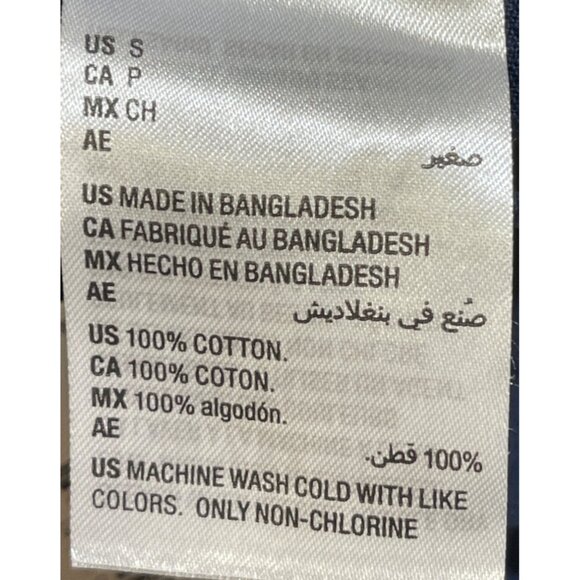 US S
CA P
MX CH
AE صغير
US MADE IN BANGLADESH
CA FABRIQUÉ AU BANGLADESH
MX HECHO EN BANGLADESH
AE صُنع في بنغلاديش
US 100% COTTON.
CA 100% COTON.
MX 100% algodón.
AE 100% قطن.
US MACHINE WASH COLD WITH LIKE
COLORS. ONLY NON-CHLORINE